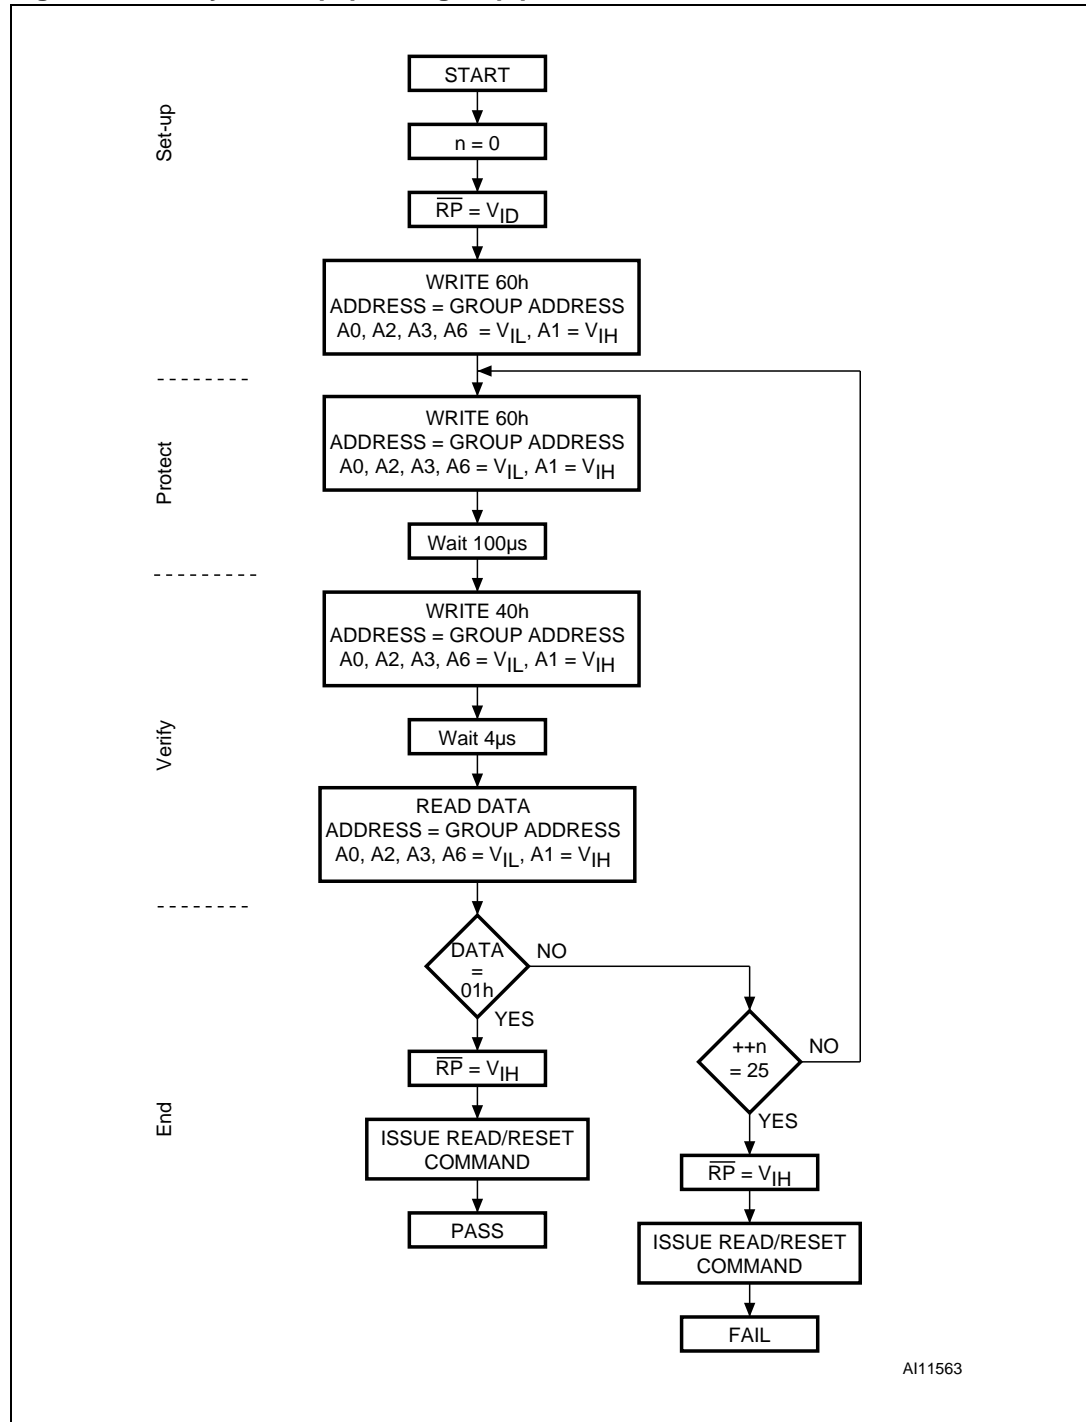 START
Set-up
n = 0
RP = VID
WRITE 60h
ADDRESS = GROUP ADDRESS
A0, A2, A3, A6 = VIL, A1 = VIH
Protect
WRITE 60h
ADDRESS = GROUP ADDRESS
A0, A2, A3, A6 = VIL, A1 = VIH
Wait 100µs
Verify
WRITE 40h
ADDRESS = GROUP ADDRESS
A0, A2, A3, A6 = VIL, A1 = VIH
Wait 4µs
READ DATA
ADDRESS = GROUP ADDRESS
A0, A2, A3, A6 = VIL, A1 = VIH
End
DATA
=
01h
NO
YES
++n
= 25
NO
YES
RP = VIH
ISSUE READ/RESET
COMMAND
PASS
RP = VIH
ISSUE READ/RESET
COMMAND
FAIL
AI11563